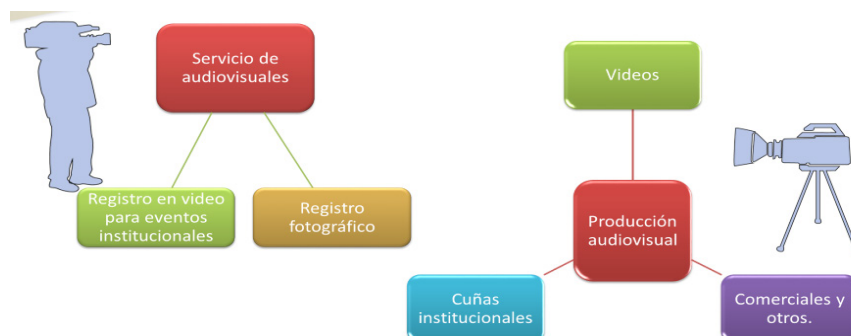 Servicio de
audiovisuales
Registro en video
para eventos
institucionales
Registro
fotográfico
Videos
Producción
audiovisual
Cuñas
institucionales
Comerciales y
otros.